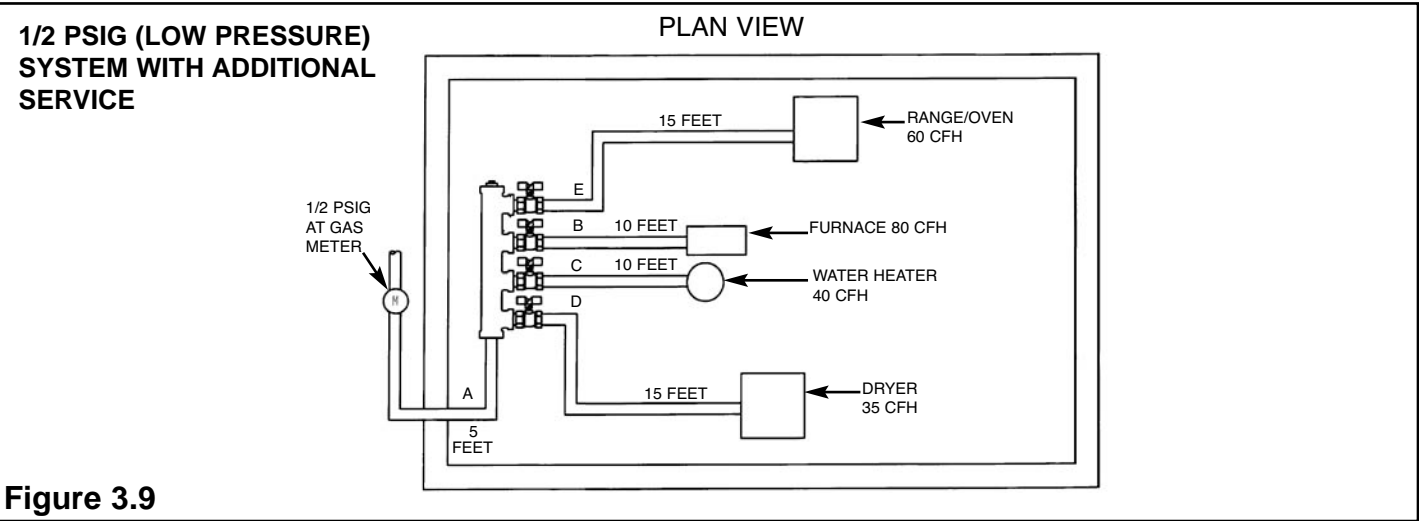 1/2 PSIG (LOW PRESSURE)
SYSTEM WITH ADDITIONAL
SERVICE
PLAN VIEW
15 FEET
RANGE/OVEN
60 CFH
E
1/2 PSIG
AT GAS
METER
B
10 FEET
FURNACE 80 CFH
C
10 FEET
WATER HEATER
40 CFH
M
D
A
15 FEET
DRYER
35 CFH
5
FEET
Figure 3.9